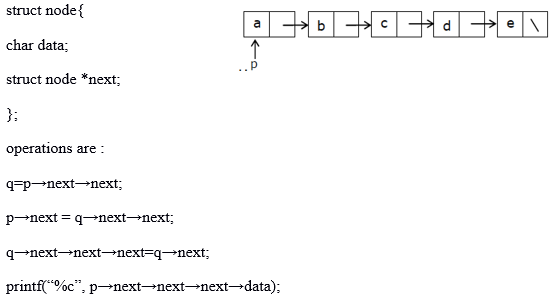 struct node{
char data;
struct node *next;
};
a b c d e \
..p
operations are :
q=p→next→next;
p→next = q→next→next;
q→next→next→next=q→next;
printf(“%c”, p→next→next→next→data);